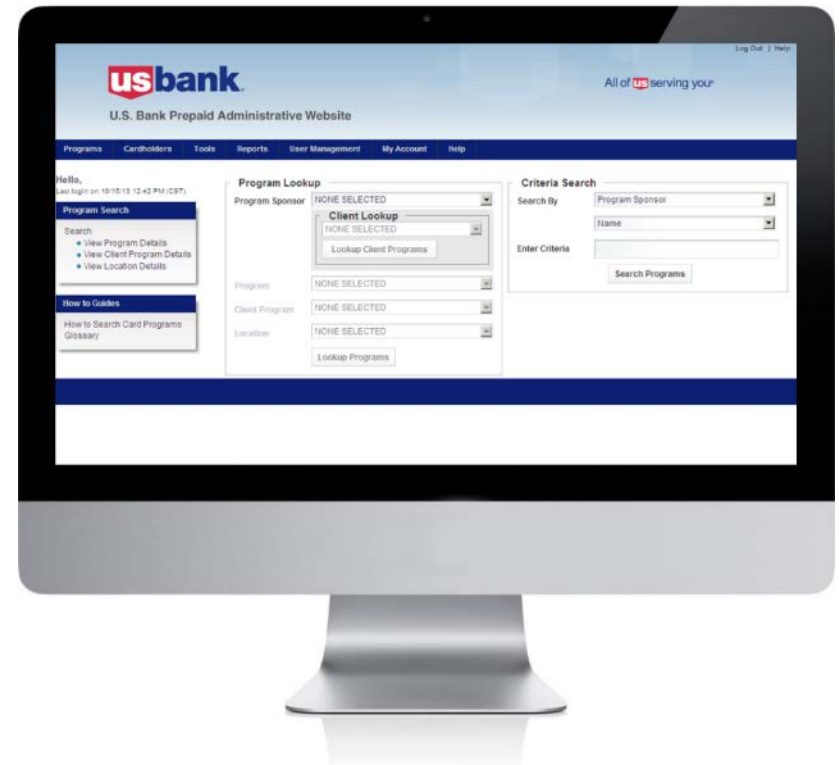 Log Out | Help
usbank.
All of us serving you®
U.S. Bank Prepaid Administrative Website
Programs Cardholders Tools Reports User Management My Account Help
Hello,
Last login on 10/15/13 12:42 PM (CST)
Program Search
Search
View Program Details
View Client Program Details
View Location Details
How to Guides
How to Search Card Programs
Glossary
Program Lookup
Program Sponsor NONE SELECTED
Client Lookup
NONE SELECTED
Lookup Client Programs
Program NONE SELECTED
Client Program NONE SELECTED
Location NONE SELECTED
Lookup Programs
Criteria Search
Search By Program Sponsor
Name
Enter Criteria
Search Programs